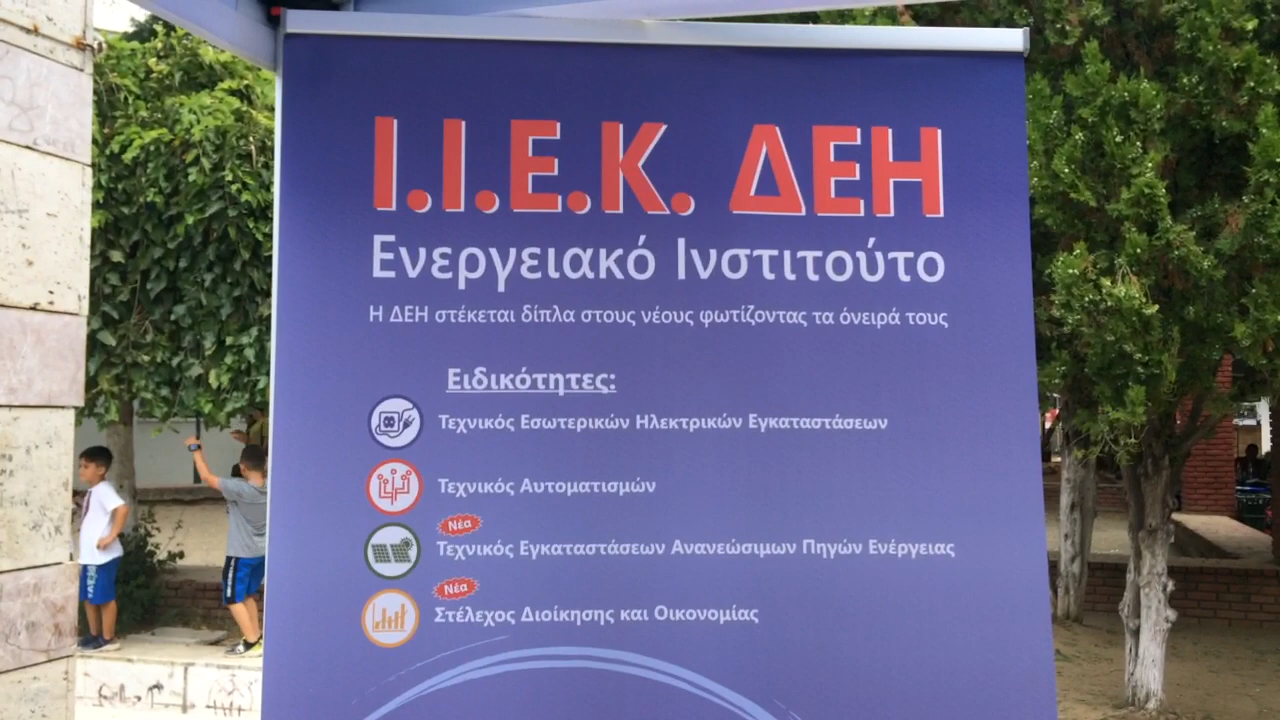 Ι.Ι.Ε.Κ. ΔΕΗ
Ενεργειακό Ινστιτούτο
Η ΔΕΗ στέκεται δίπλα στους νέους φωτίζοντας τα όνειρά τους
Ειδικότητες:
Τεχνικός Εσωτερικών Ηλεκτρικών Εγκαταστάσεων
Τεχνικός Αυτοματισμών
Νέα
Τεχνικός Εγκαταστάσεων Ανανεώσιμων Πηγών Ενέργειας
Νέα
Στέλεχος Διοίκησης και Οικονομίας